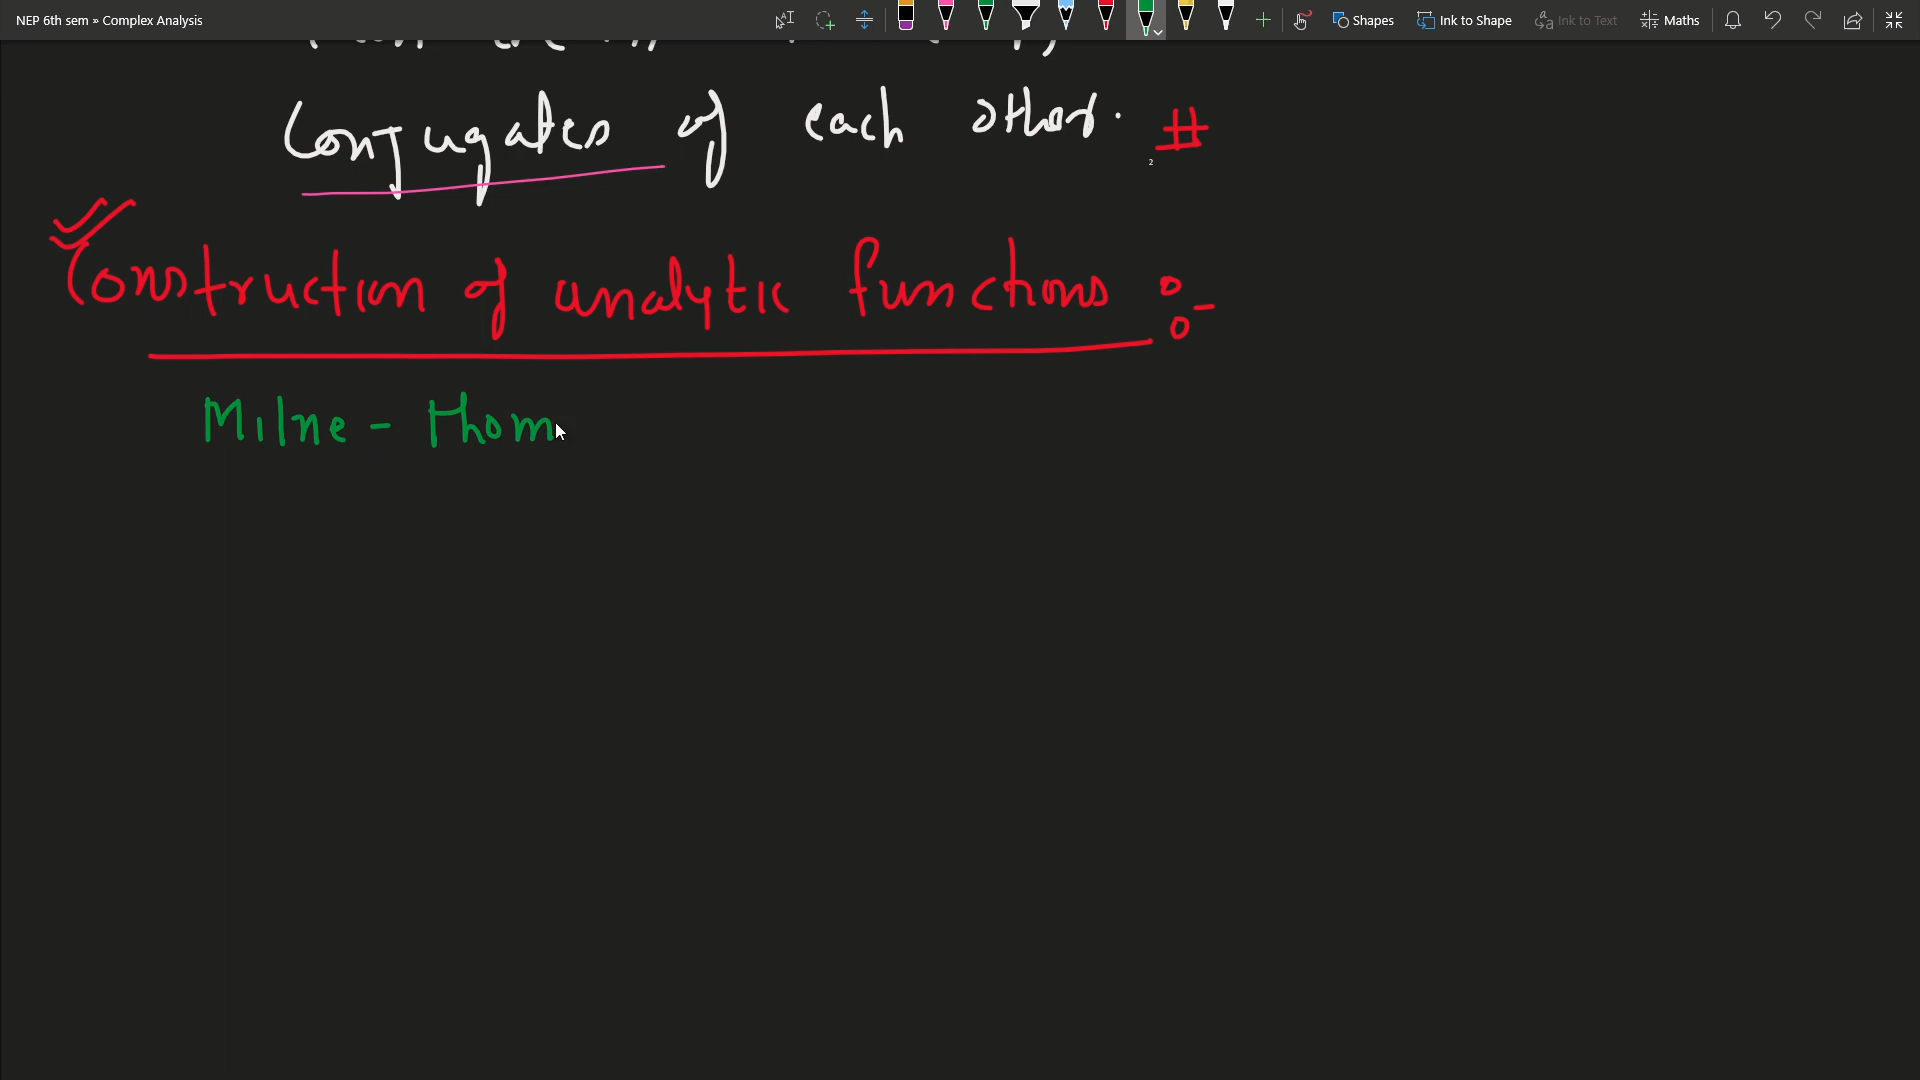 NEP 6th sem » Complex Analysis
Shapes
Ink to Shape
Ink to Text
Maths
Conjugates of each other. #
2
Construction of analytic functions :-
Milne - Thom